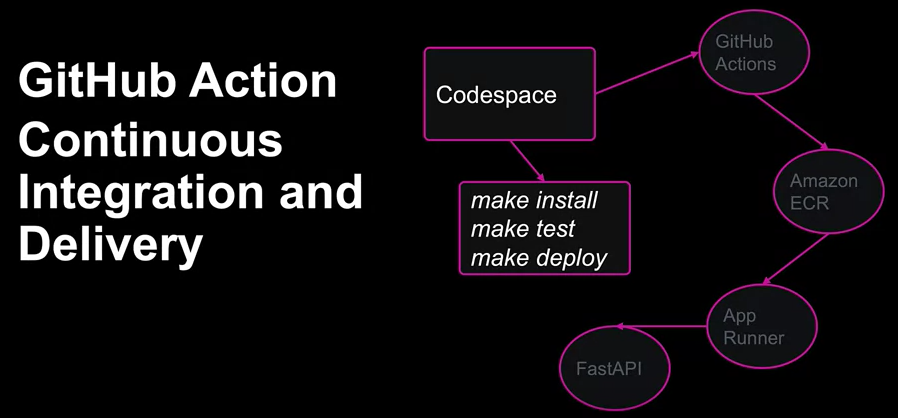 GitHub Action
Continuous
Integration and
Delivery
Codespace
make install
make test
make deploy
GitHub
Actions
Amazon
ECR
App
Runner
FastAPI